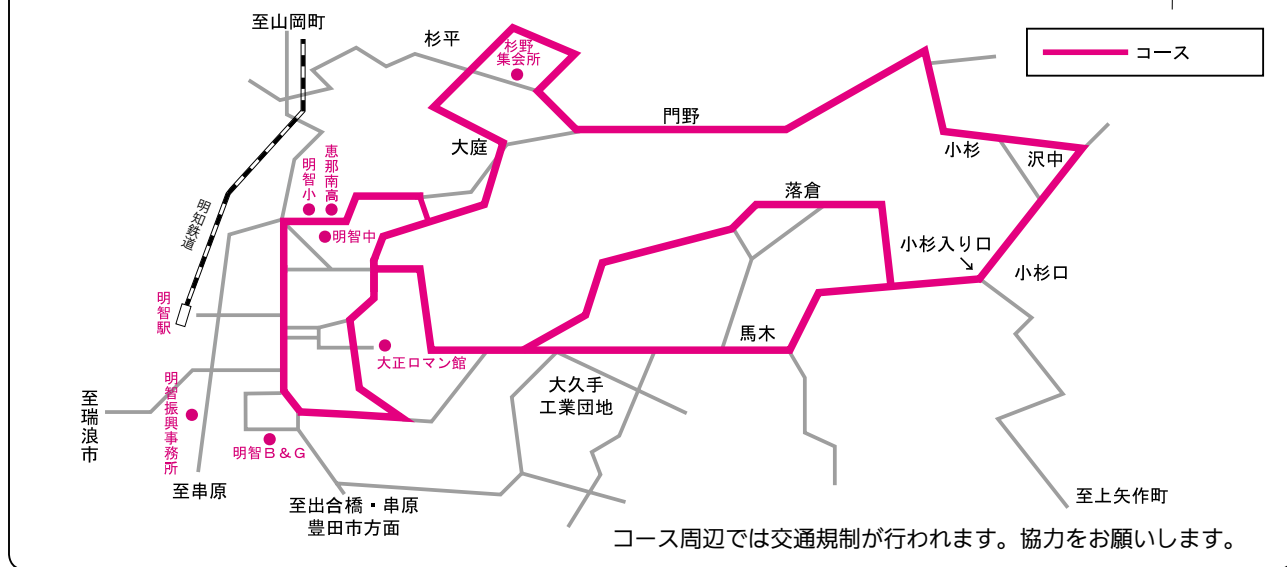 至山岡町
杉平
杉野
集会所
コース
門野
大庭
小杉
沢中
恵那南高
明智小
落倉
明知鉄道
明智中
小杉入り口
小杉口
明智駅
馬木
大正ロマン館
明智振興事務所
大久手
工業団地
至瑞浪市
明智B＆G
至串原
至出合橋・串原
豊田市方面
至上矢作町
コース周辺では交通規制が行われます。協力をお願いします。